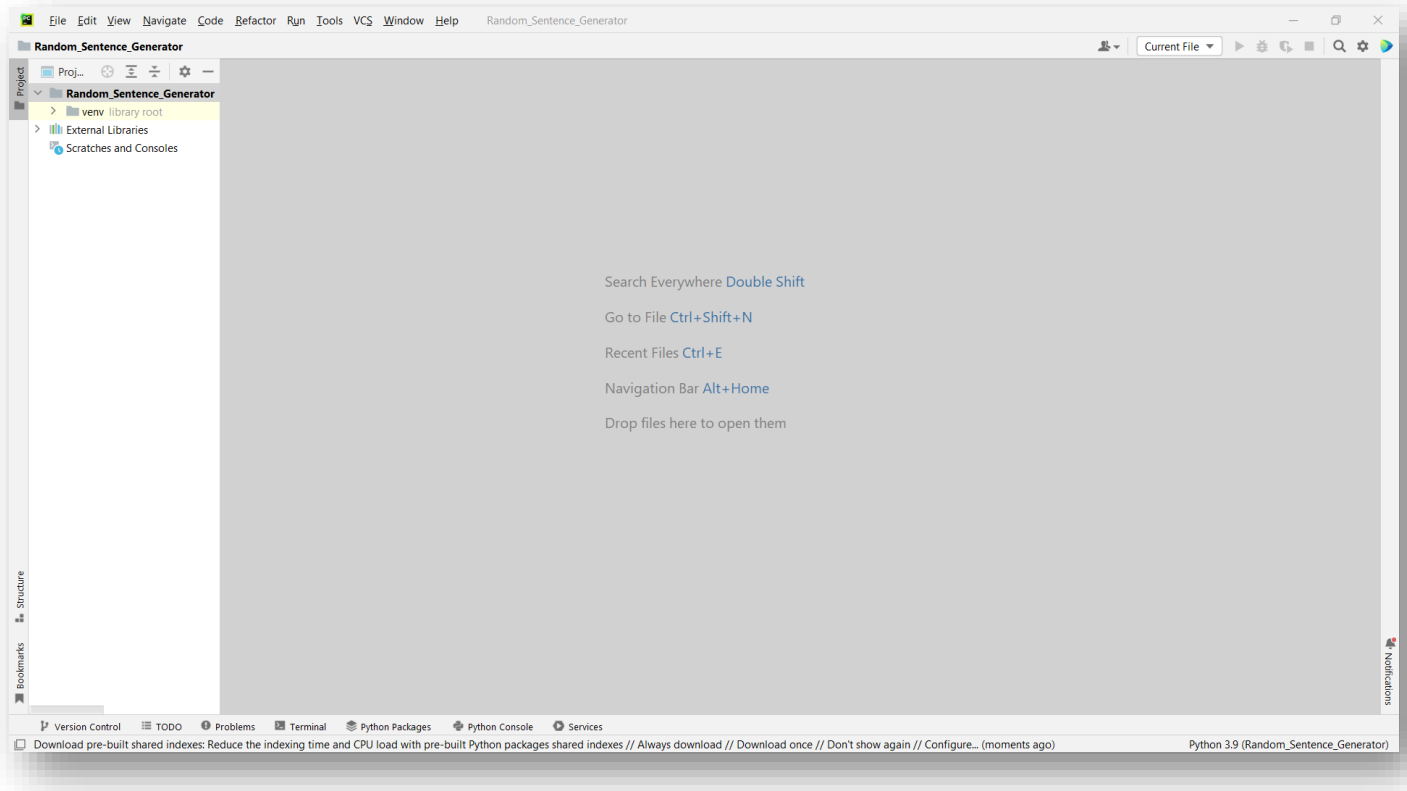 PC File Edit View Navigate Code Refactor Run Tools VCS Window Help Random_Sentence_Generator
Random_Sentence_Generator Current File
Project
Proj...
Random_Sentence_Generator
venv library root
External Libraries
Scratches and Consoles
Search Everywhere Double Shift
Go to File Ctrl+Shift+N
Recent Files Ctrl+E
Navigation Bar Alt+Home
Drop files here to open them
Structure
Bookmarks
Notifications
Version Control TODO Problems Terminal Python Packages Python Console Services
Download pre-built shared indexes: Reduce the indexing time and CPU load with pre-built Python packages shared indexes // Always download // Download once // Don't show again // Configure... (moments ago) Python 3.9 (Random_Sentence_Generator)